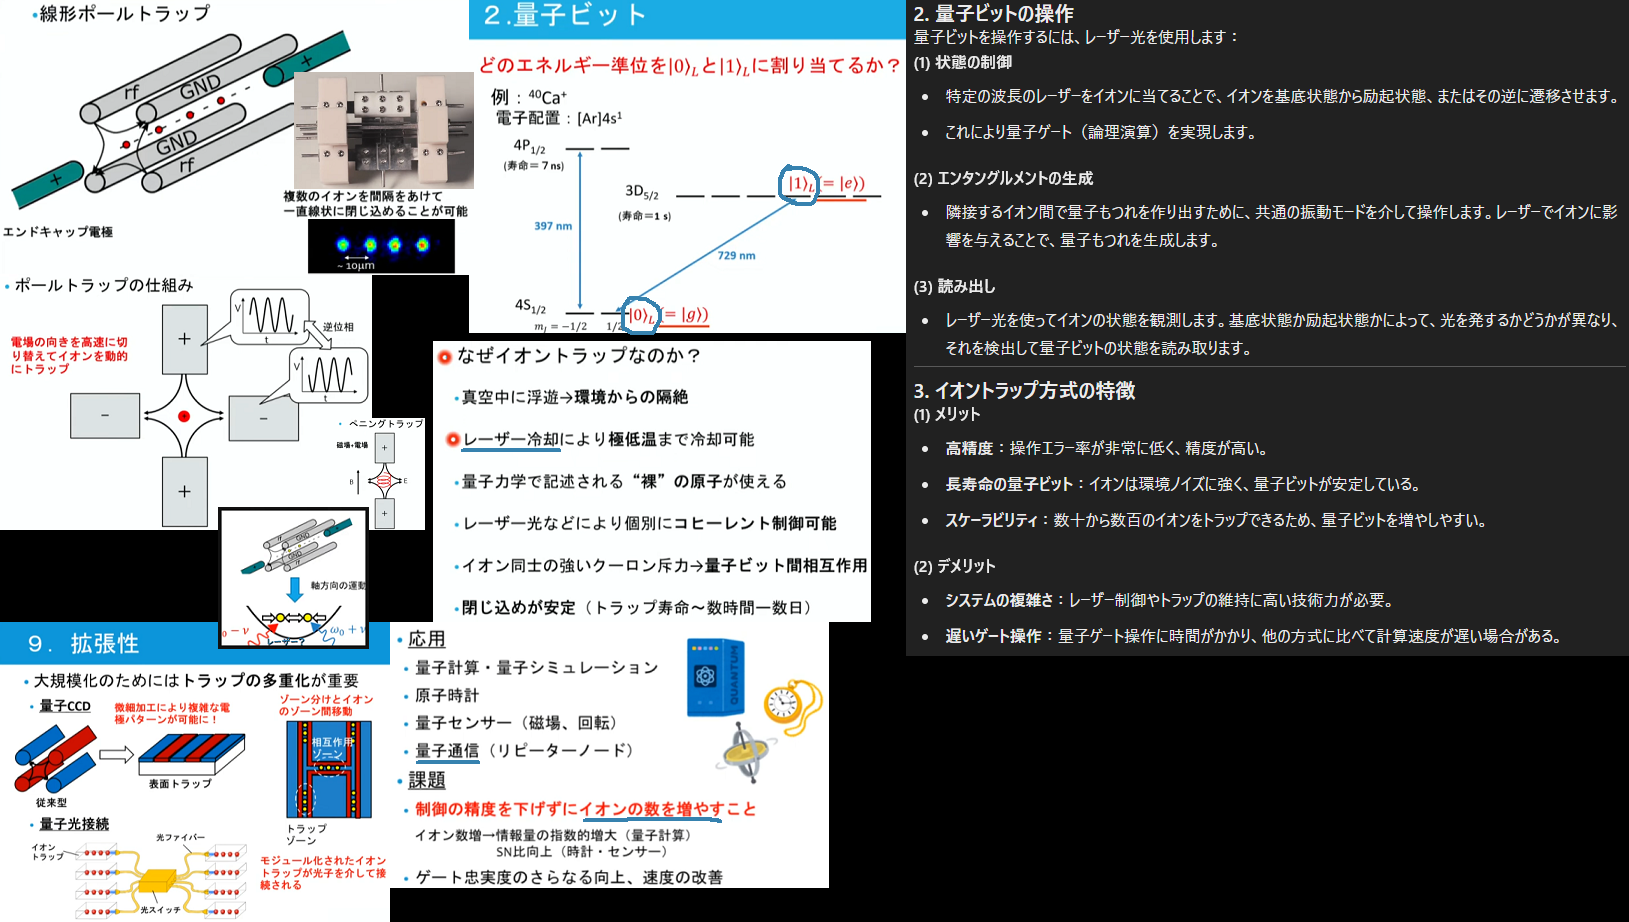 ・線形ポールトラップ
rf
GND
GND
rf
+
+
エンドキャップ電極
複数のイオンを間隔をあけて
一直線状に閉じ込めることが可能
~ 10μm
・ポールトラップの仕組み
電場の向きを高速に切
り替えてイオンを動的
にトラップ
+
−
−
+
+
V
t
逆位相
V
t
・ペニングトラップ
磁場+電場
+
B
E
+
rf
GND
GND
rf
軸方向の運動
₀ − ν
ω₀ + ν
2.量子ビット
どのエネルギー準位を|0⟩Lと|1⟩Lに割り当てるか？
例：⁴⁰Ca⁺
電子配置：[Ar]4s¹
4P1/2
(寿命＝7 ns)
3D5/2
(寿命＝1 s)
|1⟩L(= |e⟩)
397 nm
729 nm
4S1/2
|0⟩L(= |g⟩)
mJ = −1/2
1/2
なぜイオントラップなのか？
・真空中に浮遊→環境からの隔絶
レーザー冷却により極低温まで冷却可能
・量子力学で記述される“裸”の原子が使える
・レーザー光などにより個別にコヒーレント制御可能
・イオン同士の強いクーロン斥力→量子ビット間相互作用
・閉じ込めが安定（トラップ寿命～数時間ー数日）
9. 拡張性
・大規模化のためにはトラップの多重化が重要
・量子CCD
微細加工により複雑な電
極パターンが可能に！
従来型
表面トラップ
ゾーン分けとイオン
のゾーン間移動
相互作用
ゾーン
トラップ
ゾーン
・量子光接続
イオン
トラップ
光ファイバー
光スイッチ
モジュール化されたイオン
トラップが光子を介して接
続される
・応用
・量子計算・量子シミュレーション
・原子時計
・量子センサー（磁場、回転）
・量子通信（リピーターノード）
QUANTUM
・課題
・制御の精度を下げずにイオンの数を増やすこと
イオン数増→情報量の指数的増大（量子計算）
SN比向上（時計・センサー）
・ゲート忠実度のさらなる向上、速度の改善
2. 量子ビットの操作
量子ビットを操作するには、レーザー光を使用します：
(1) 状態の制御
• 特定の波長のレーザーをイオンに当てることで、イオンを基底状態から励起状態、またはその逆に遷移させます。
• これにより量子ゲート（論理演算）を実現します。
(2) エンタングルメントの生成
• 隣接するイオン間で量子もつれを作り出すために、共通の振動モードを介して操作します。レーザーでイオンに影
響を与えることで、量子もつれを生成します。
(3) 読み出し
• レーザー光を使ってイオンの状態を観測します。基底状態か励起状態かによって、光を発するかどうかが異なり、
それを検出して量子ビットの状態を読み取ります。
3. イオントラップ方式の特徴
(1) メリット
• 高精度：操作エラー率が非常に低く、精度が高い。
• 長寿命の量子ビット：イオンは環境ノイズに強く、量子ビットが安定している。
• スケーラビリティ：数十から数百のイオンをトラップできるため、量子ビットを増やしやすい。
(2) デメリット
• システムの複雑さ：レーザー制御やトラップの維持に高い技術力が必要。
• 遅いゲート操作：量子ゲート操作に時間がかかり、他の方式に比べて計算速度が遅い場合がある。